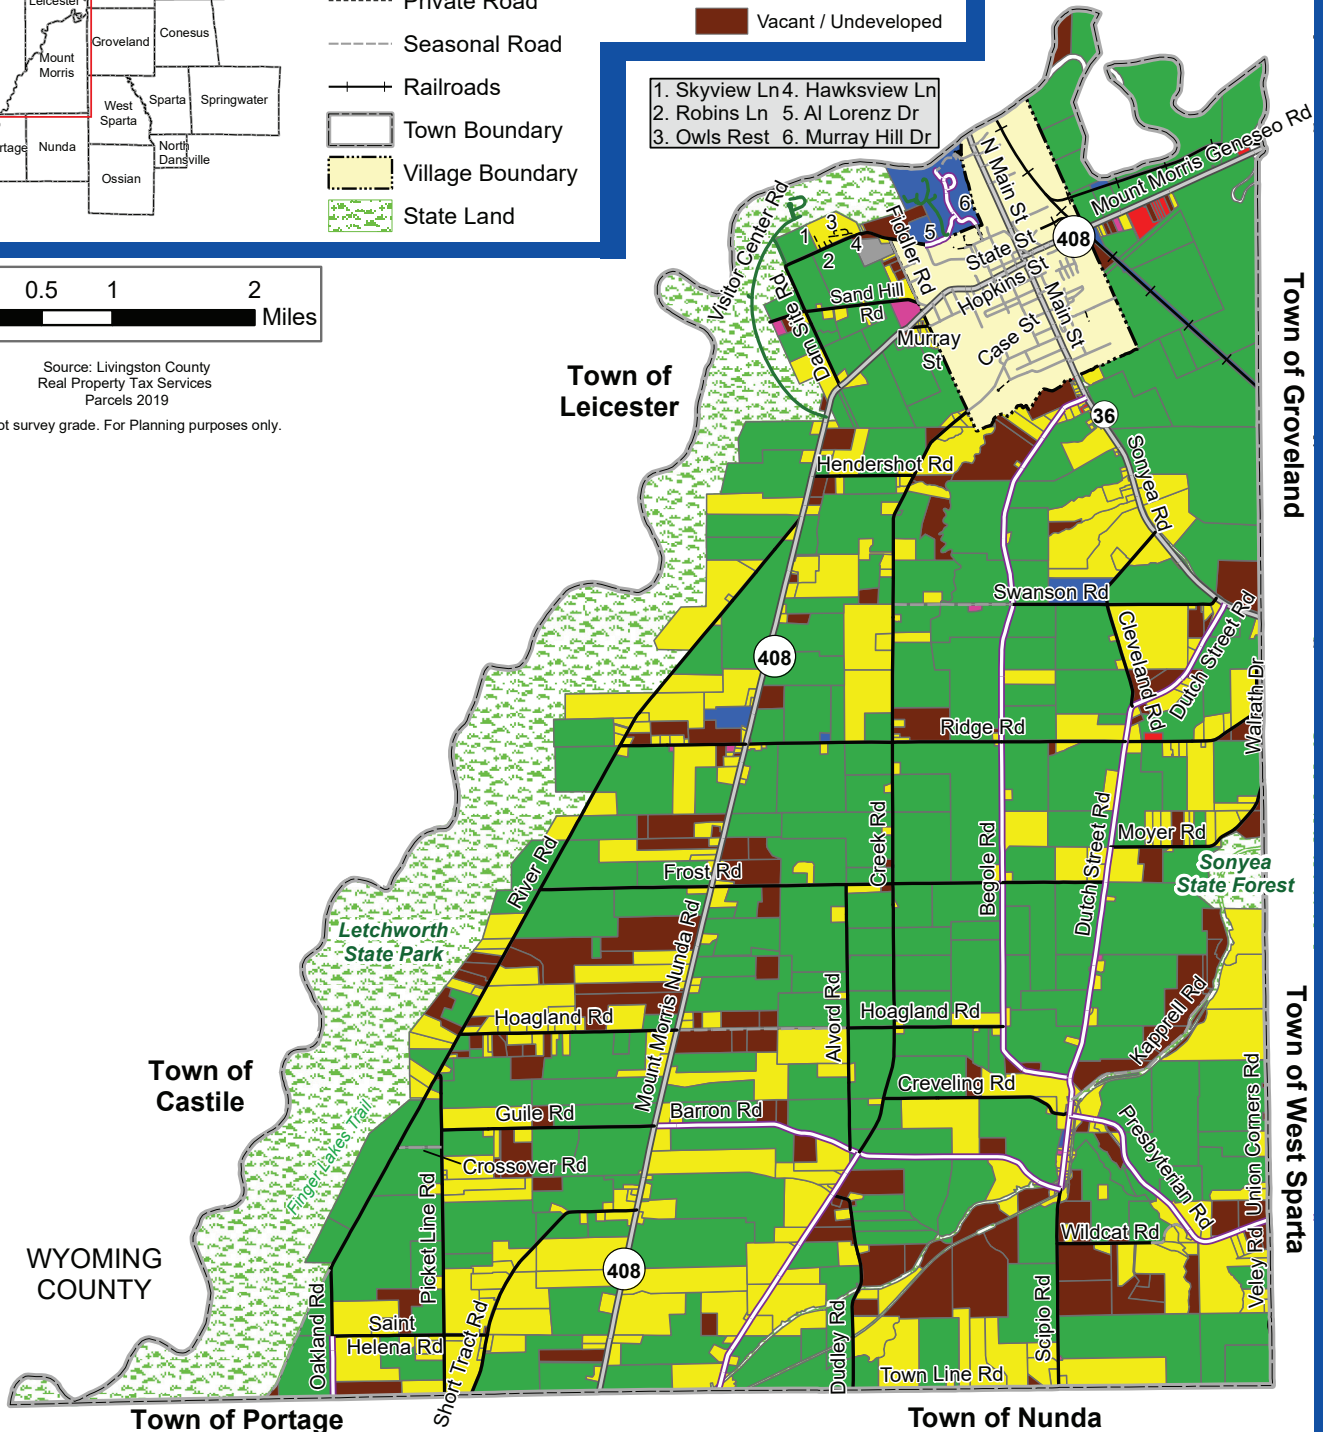 Leicester
Mount
Morris
Groveland
Conesus
West
Sparta
Sparta
Springwater
Nunda
North
Dansville
Ossian
Private Road
Seasonal Road
Railroads
Town Boundary
Village Boundary
State Land
Vacant / Undeveloped
1. Skyview Ln 4. Hawksview Ln
2. Robins Ln 5. Al Lorenz Dr
3. Owls Rest 6. Murray Hill Dr
0.5 1 2
Miles
Source: Livingston County
Real Property Tax Services
Parcels 2019
ot survey grade. For Planning purposes only.
Mount Morris Geneseo Rd
N Main St
Visitor Center Rd
Fiddler Rd
1
2
3
4
5
6
408
State St
Hopkins St
Main St
Case St
Sand Hill
Rd
Dam Site Rd
Murray
St
Town of
Leicester
Town of Groveland
36
Sonyea Rd
Hendershot Rd
Swanson Rd
Cleveland Rd
Dutch Street Rd
Walrath Dr
408
Ridge Rd
Creek Rd
Begole Rd
Dutch Street Rd
Moyer Rd
Sonyea
State Forest
River Rd
Frost Rd
Letchworth
State Park
Mount Morris Nunda Rd
Alvord Rd
Hoagland Rd
Hoagland Rd
Kapprell Rd
Town of West Sparta
Town of
Castile
Creveling Rd
Guile Rd
Barron Rd
Presbyterian Rd
Union Corners Rd
Finger Lakes Trail
Crossover Rd
Picket Line Rd
Wildcat Rd
Veley Rd
WYOMING
COUNTY
408
Oakland Rd
Saint
Helena Rd
Short Tract Rd
Dudley Rd
Scipio Rd
Town Line Rd
Town of Portage
Town of Nunda